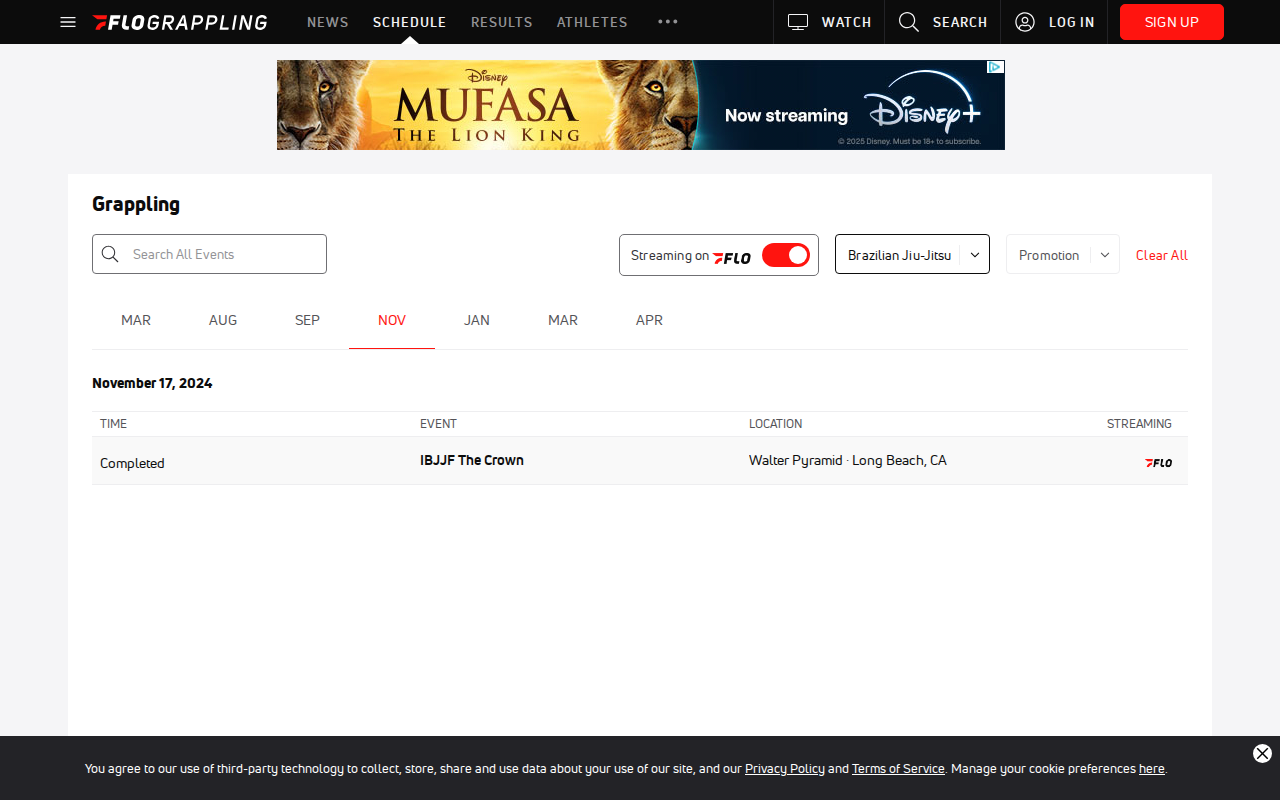 FLOGRAPPLING NEWS SCHEDULE RESULTS ATHLETES ••• WATCH SEARCH LOG IN SIGN UP
Disney
MUFASA
THE LION KING
Now streaming Disney+
© 2025 Disney. Must be 18+ to subscribe.
Grappling
Search All Events Streaming on FLO Brazilian Jiu-Jitsu Promotion Clear All
MAR AUG SEP NOV JAN MAR APR
November 17, 2024
TIME EVENT LOCATION STREAMING
Completed IBJJF The Crown Walter Pyramid · Long Beach, CA FLO
You agree to our use of third-party technology to collect, store, share and use data about your use of our site, and our Privacy Policy and Terms of Service. Manage your cookie preferences here.